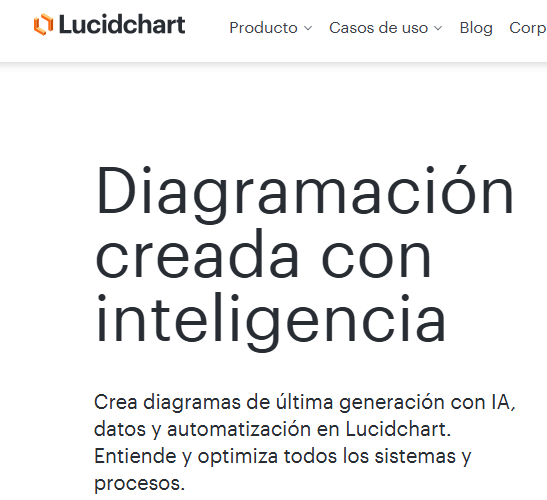 Lucidchart Producto Casos de uso Blog Corp
Diagramación
creada con
inteligencia
Crea diagramas de última generación con IA,
datos y automatización en Lucidchart.
Entiende y optimiza todos los sistemas y
procesos.